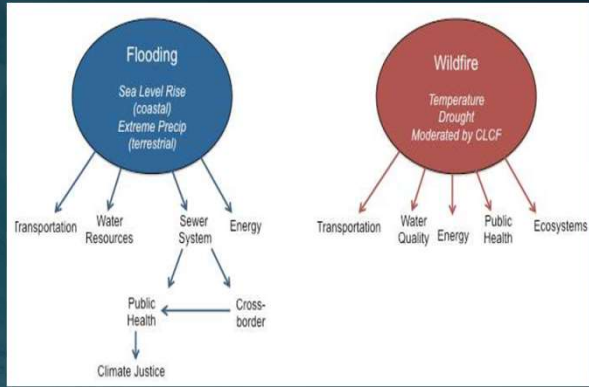 Flooding
Sea Level Rise
(coastal)
Extreme Precip
(terrestrial)
Transportation
Water
Resources
Sewer
System
Energy
Public
Health
Cross-
border
Climate Justice
Wildfire
Temperature
Drought
Moderated by CLCF
Transportation
Water
Quality
Energy
Public
Health
Ecosystems